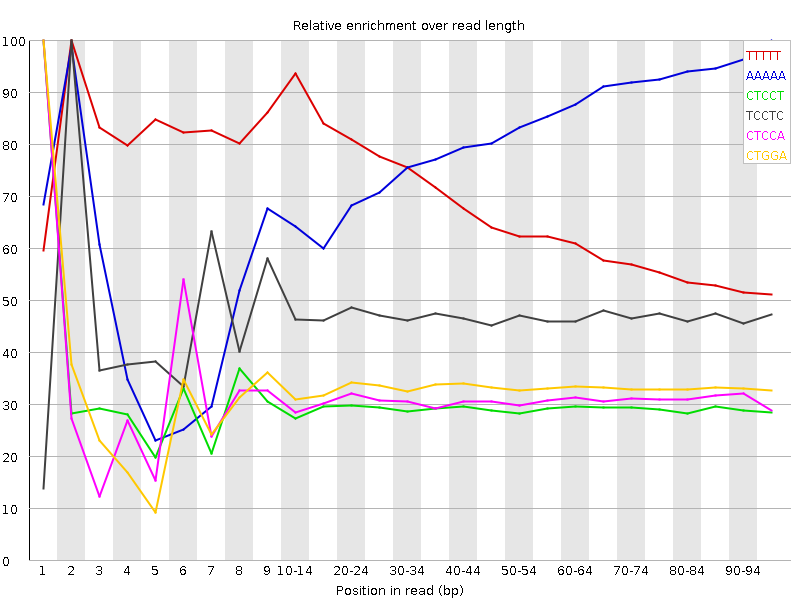 Relative enrichment over read length
100
90
80
70
60
50
40
30
20
10
0
TTTTT
AAAAA
CTCCT
TCCTC
CTCCA
CTGGA
1 2 3 4 5 6 7 8 9 10-14 20-24 30-34 40-44 50-54 60-64 70-74 80-84 90-94
Position in read (bp)